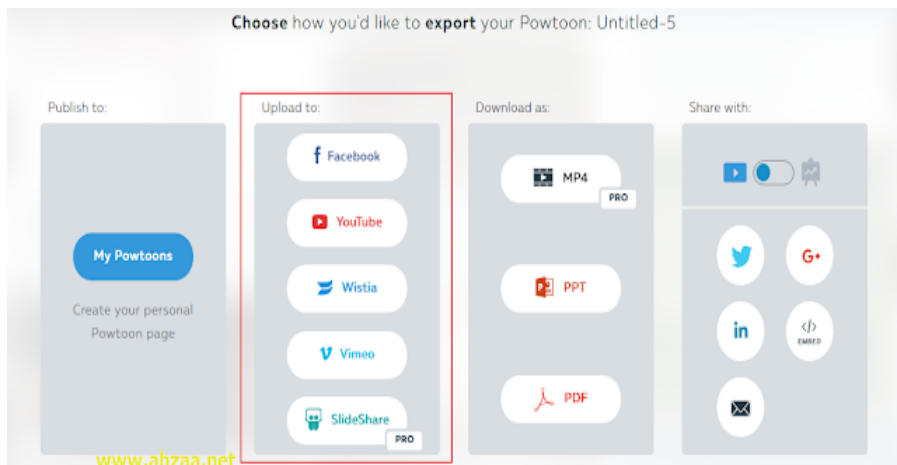 Choose how you'd like to export your Powtoon: Untitled-5
Publish to:
My Powtoons
Create your personal
Powtoon page
Upload to:
f Facebook
YouTube
Wistia
Vimeo
SlideShare
PRO
Download as:
MP4
PRO
PPT
PDF
Share with:
G+
in
</>
EMBED
www.ahzaa.net